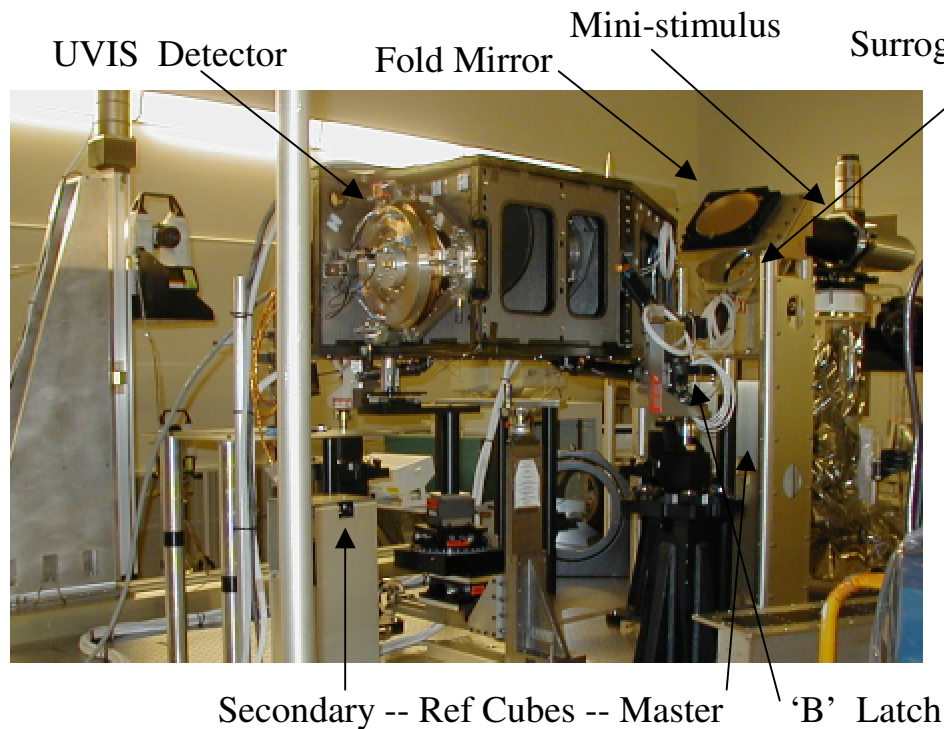 Mini-stimulus
UVIS Detector
Fold Mirror
Secondary -- Ref Cubes -- Master
‘B’ Latch